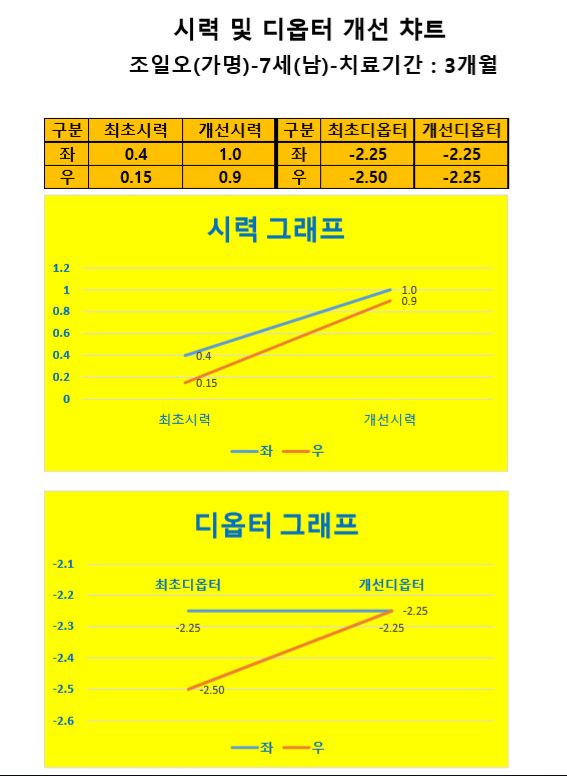 시력 및 디옵터 개선 챠트
조일오(가명)-7세(남)-치료기간 : 3개월
구분 최초시력 개선시력 구분 최초디옵터 개선디옵터
좌 0.4 1.0 좌 -2.25 -2.25
우 0.15 0.9 우 -2.50 -2.25
시력 그래프
1.2
1 1.0
0.9
0.8
0.6
0.4 0.4
0.2 0.15
0
최초시력 개선시력
좌 우
디옵터 그래프
-2.1
최초디옵터 개선디옵터
-2.2
-2.25
-2.3 -2.25 -2.25
-2.4
-2.5 -2.50
-2.6
좌 우